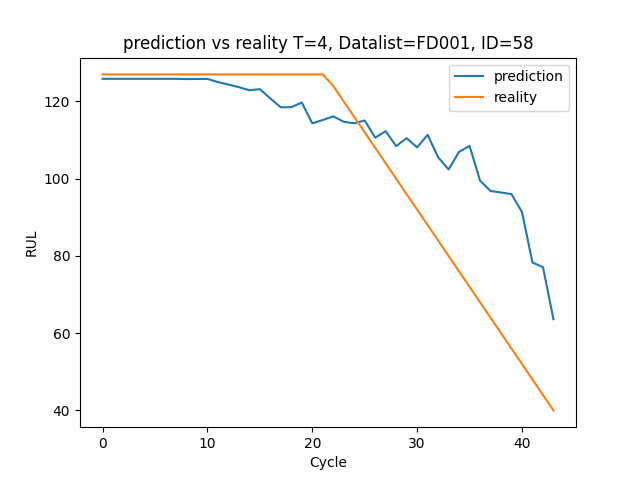 prediction vs reality T=4, Datalist=FD001, ID=58
prediction
reality
RUL
120
100
80
60
40
0 10 20 30 40
Cycle